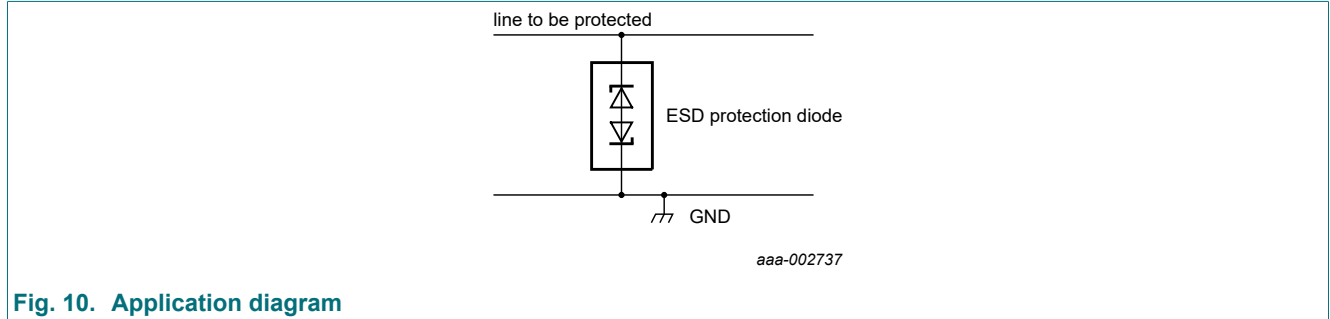 line to be protected
ESD protection diode
GND
aaa-002737
Fig. 10. Application diagram